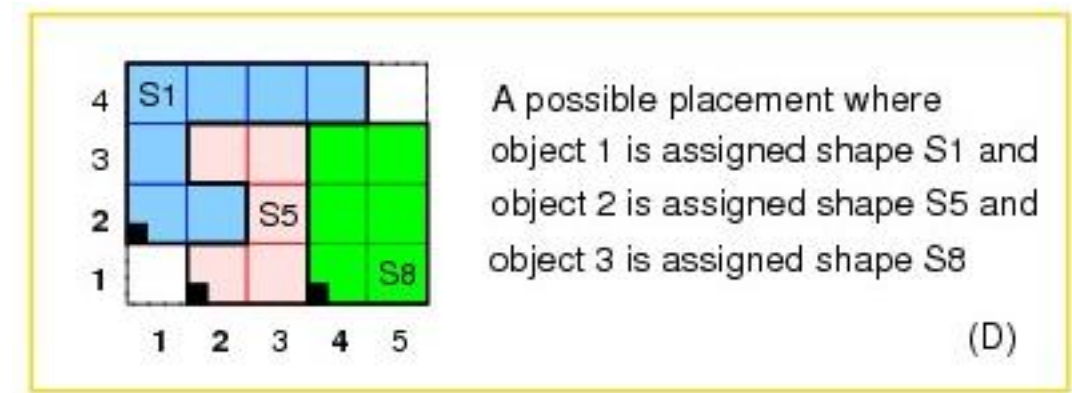 4 S1
A possible placement where
3
object 1 is assigned shape S1 and
2 S5
object 2 is assigned shape S5 and
1 S8
object 3 is assigned shape S8
1 2 3 4 5
(D)